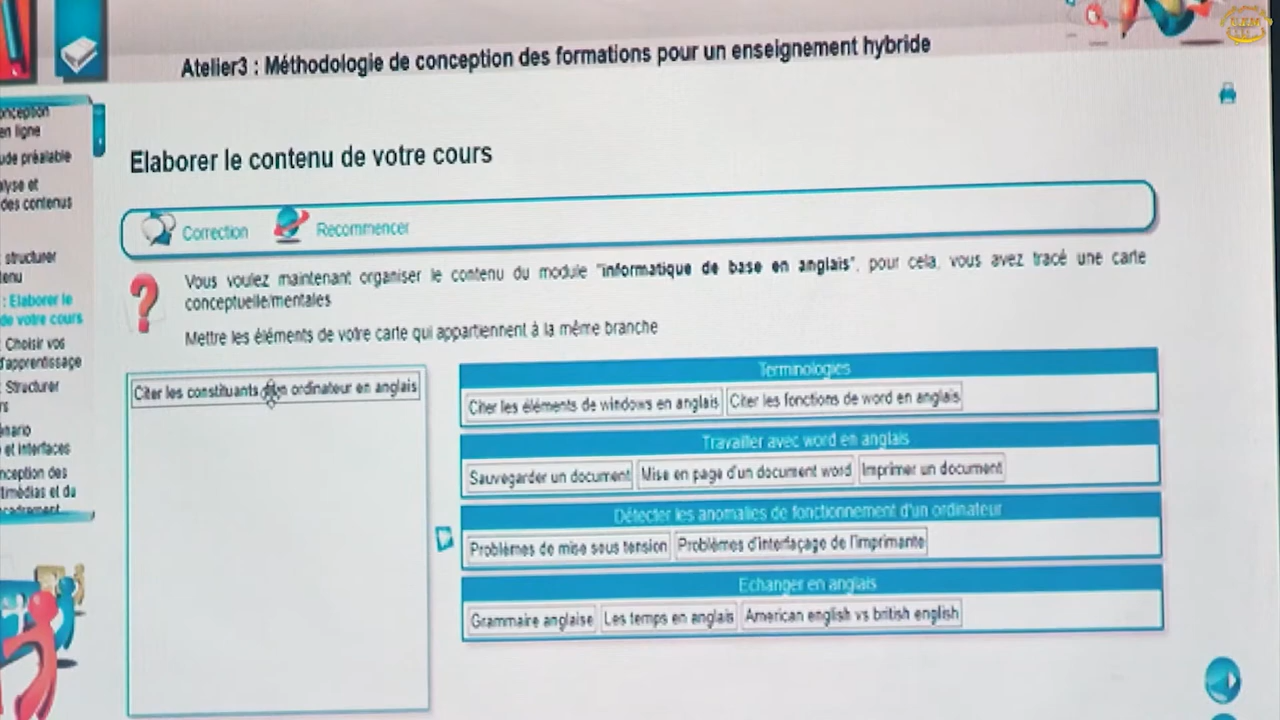 Atelier3 : Méthodologie de conception des formations pour un enseignement hybride
en ligne
des contenus
structurer
: Elaborer le
de votre cours
Choisir vos
d'apprentissage
Structurer
et interfaces
Elaborer le contenu de votre cours
Correction
Recommencer
Vous voulez maintenant organiser le contenu du module "informatique de base en anglais", pour cela, vous avez tracé une carte
conceptuelle/mentales
Mettre les éléments de votre carte qui appartiennent à la même branche
Citer les constituants ordinateur en anglais
Terminologies
Citer les éléments de windows en anglais
Citer les fonctions de word en anglais
Travailler avec word en anglais
Sauvegarder un document
Mise en page d'un document word
Imprimer un document
Détecter les anomalies de fonctionnement d'un ordinateur
Problèmes de mise sous tension
Problèmes d'interfaçage de l'imprimante
Echanger en anglais
Grammaire anglaise
Les temps en anglais
American english vs british english